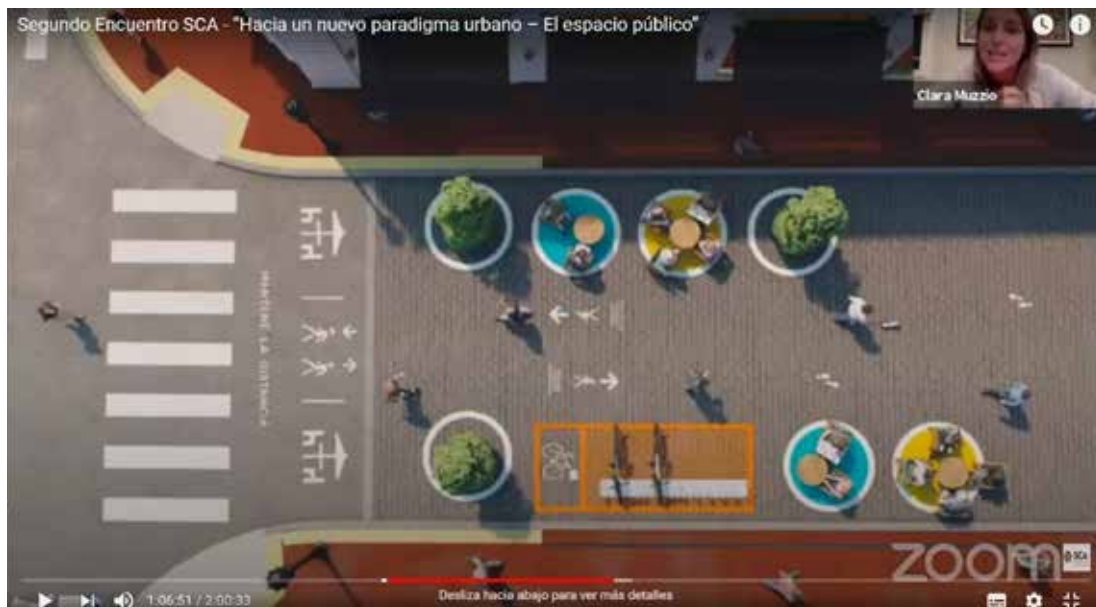 Segundo Encuentro SCA - "Hacia un nuevo paradigma urbano – El espacio público"
Clara Muzzio
MANTENÉ LA DISTANCIA
zoom
SCA
1:06:51 / 2:00:33
Desliza hacia abajo para ver más detalles